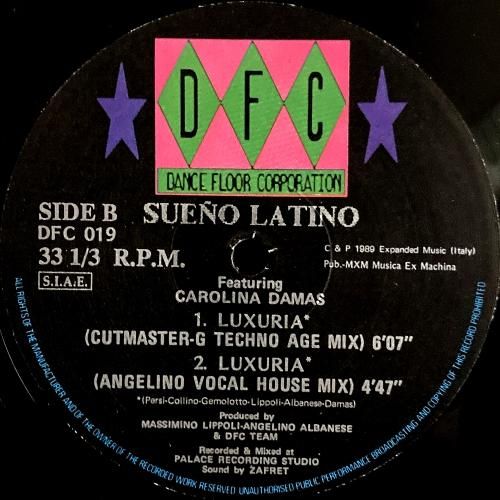 D F C
DANCE FLOOR CORPORATION
SIDE B SUEÑO LATINO
DFC 019
33 1/3 R.P.M.
S.I.A.E.
C & P 1989 Expanded Music (Italy)
Pub.-MXM Musica Ex Machina
Featuring
CAROLINA DAMAS
1. LUXURIA*
(CUTMASTER-G TECHNO AGE MIX) 6'07"
2. LUXURIA*
(ANGELINO VOCAL HOUSE MIX) 4'47"
*(Persi-Collino-Gemolotto-Lippoli-Albanese-Damas)
Produced by
MASSIMINO LIPPOLI-ANGELINO ALBANESE
& DFC TEAM
Recorded & Mixed at
PALACE RECORDING STUDIO
Sound by ZAFRET
ALL RIGHTS OF THE MANUFACTURER AND OF THE OWNER OF THE RECORDED WORK RESERVED UNAUTHORISED PUBLIC PERFORMANCE BROADCASTING AND COPYING OF THIS RECORD PROHIBITED